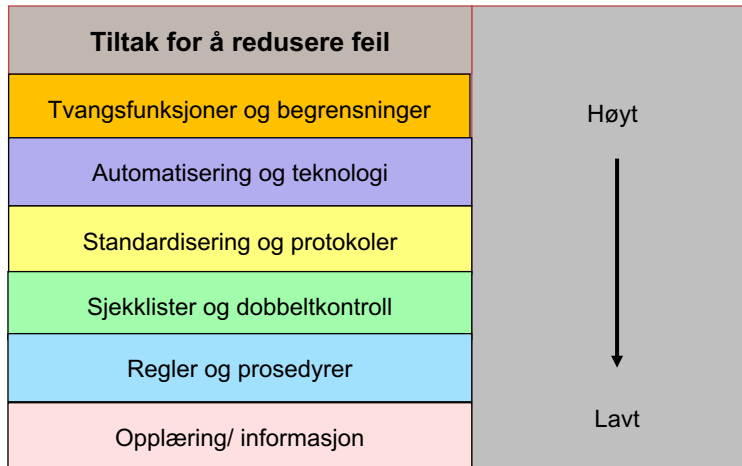 Tiltak for å redusere feil
Tvangsfunksjoner og begrensninger
Høyt
Automatisering og teknologi
Standardisering og protokoler
Sjekklister og dobbeltkontroll
Regler og prosedyrer
Lavt
Opplæring/ informasjon